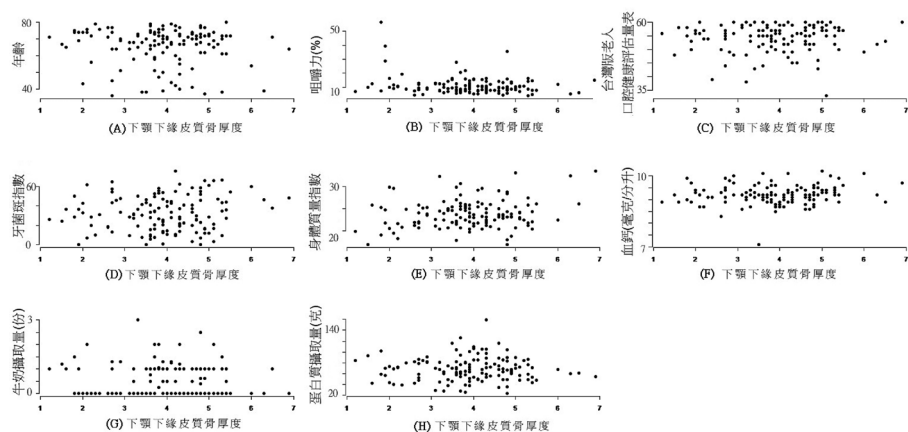 年齡
80
40
1 2 3 4 5 6 7
(A) 下顎下緣皮質骨厚度
咀嚼力(%)
50
10
1 2 3 4 5 6 7
(B) 下顎下緣皮質骨厚度
台灣版老人
口腔健康評估量表
60
35
1 2 3 4 5 6 7
(C) 下顎下緣皮質骨厚度
牙菌斑指數
60
0
1 2 3 4 5 6 7
(D) 下顎下緣皮質骨厚度
身體質量指數
30
20
1 2 3 4 5 6 7
(E) 下顎下緣皮質骨厚度
血鈣(毫克/分升)
10
7
1 2 3 4 5 6 7
(F) 下顎下緣皮質骨厚度
牛奶攝取量(份)
3
0
1 2 3 4 5 6 7
(G) 下顎下緣皮質骨厚度
蛋白質攝取量(克)
140
20
1 2 3 4 5 6 7
(H) 下顎下緣皮質骨厚度